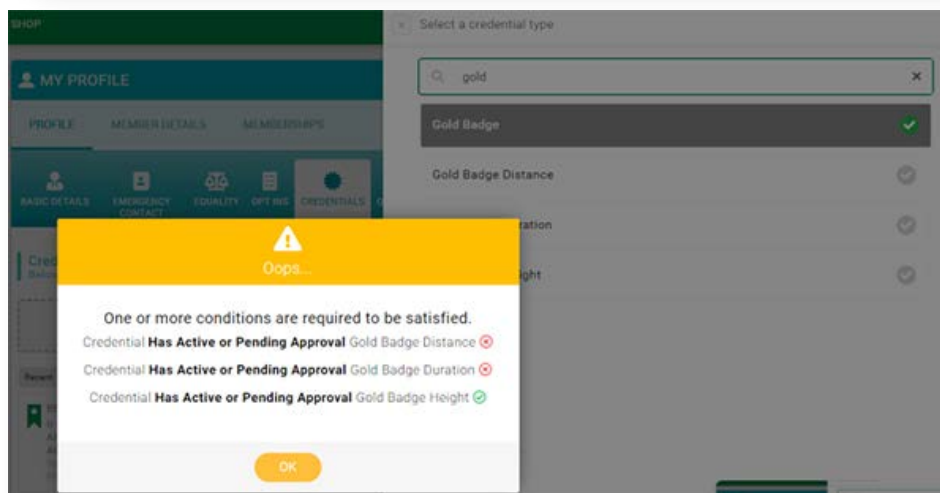 SHOP
Select a credential type
MY PROFILE
gold
PROFILE MEMBER DETAILS MEMBERSHIPS
Gold Badge
Gold Badge Distance
BASIC DETAILS
EMERGENCY CONTACT
EQUALITY
OPT INS
CREDENTIALS
Oops...
One or more conditions are required to be satisfied.
Credential Has Active or Pending Approval Gold Badge Distance
Credential Has Active or Pending Approval Gold Badge Duration
Credential Has Active or Pending Approval Gold Badge Height
Recent
OK